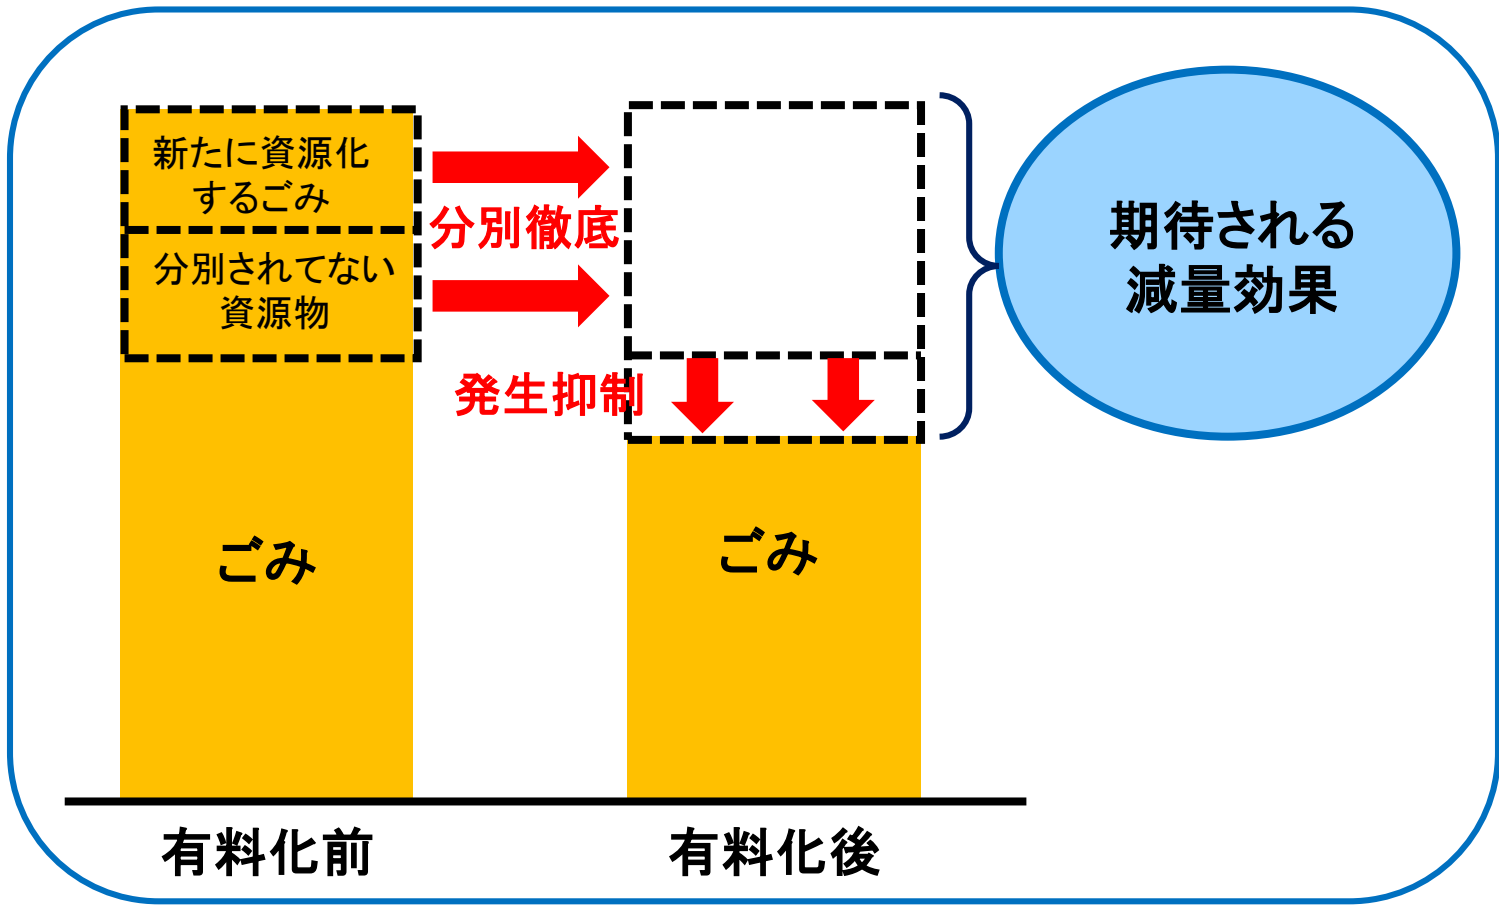 新たに資源化
するごみ
分別されてない
資源物
分別徹底
発生抑制
期待される
減量効果
ごみ
ごみ
有料化前
有料化後